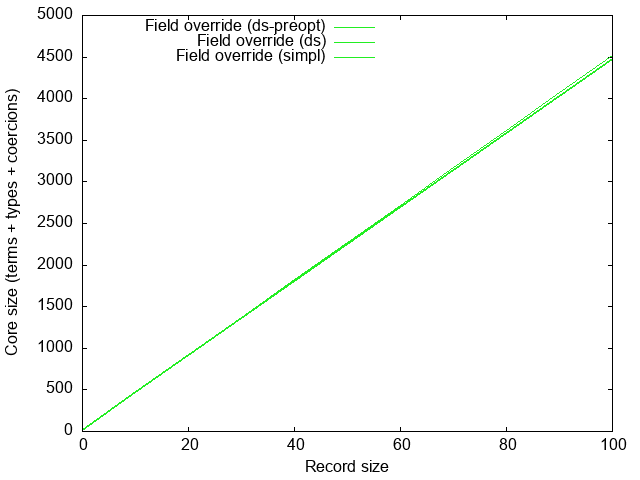 5000
4500
4000
3500
3000
2500
2000
1500
1000
500
0
Core size (terms + types + coercions)
Field override (ds-preopt)
Field override (ds)
Field override (simpl)
0 20 40 60 80 100
Record size